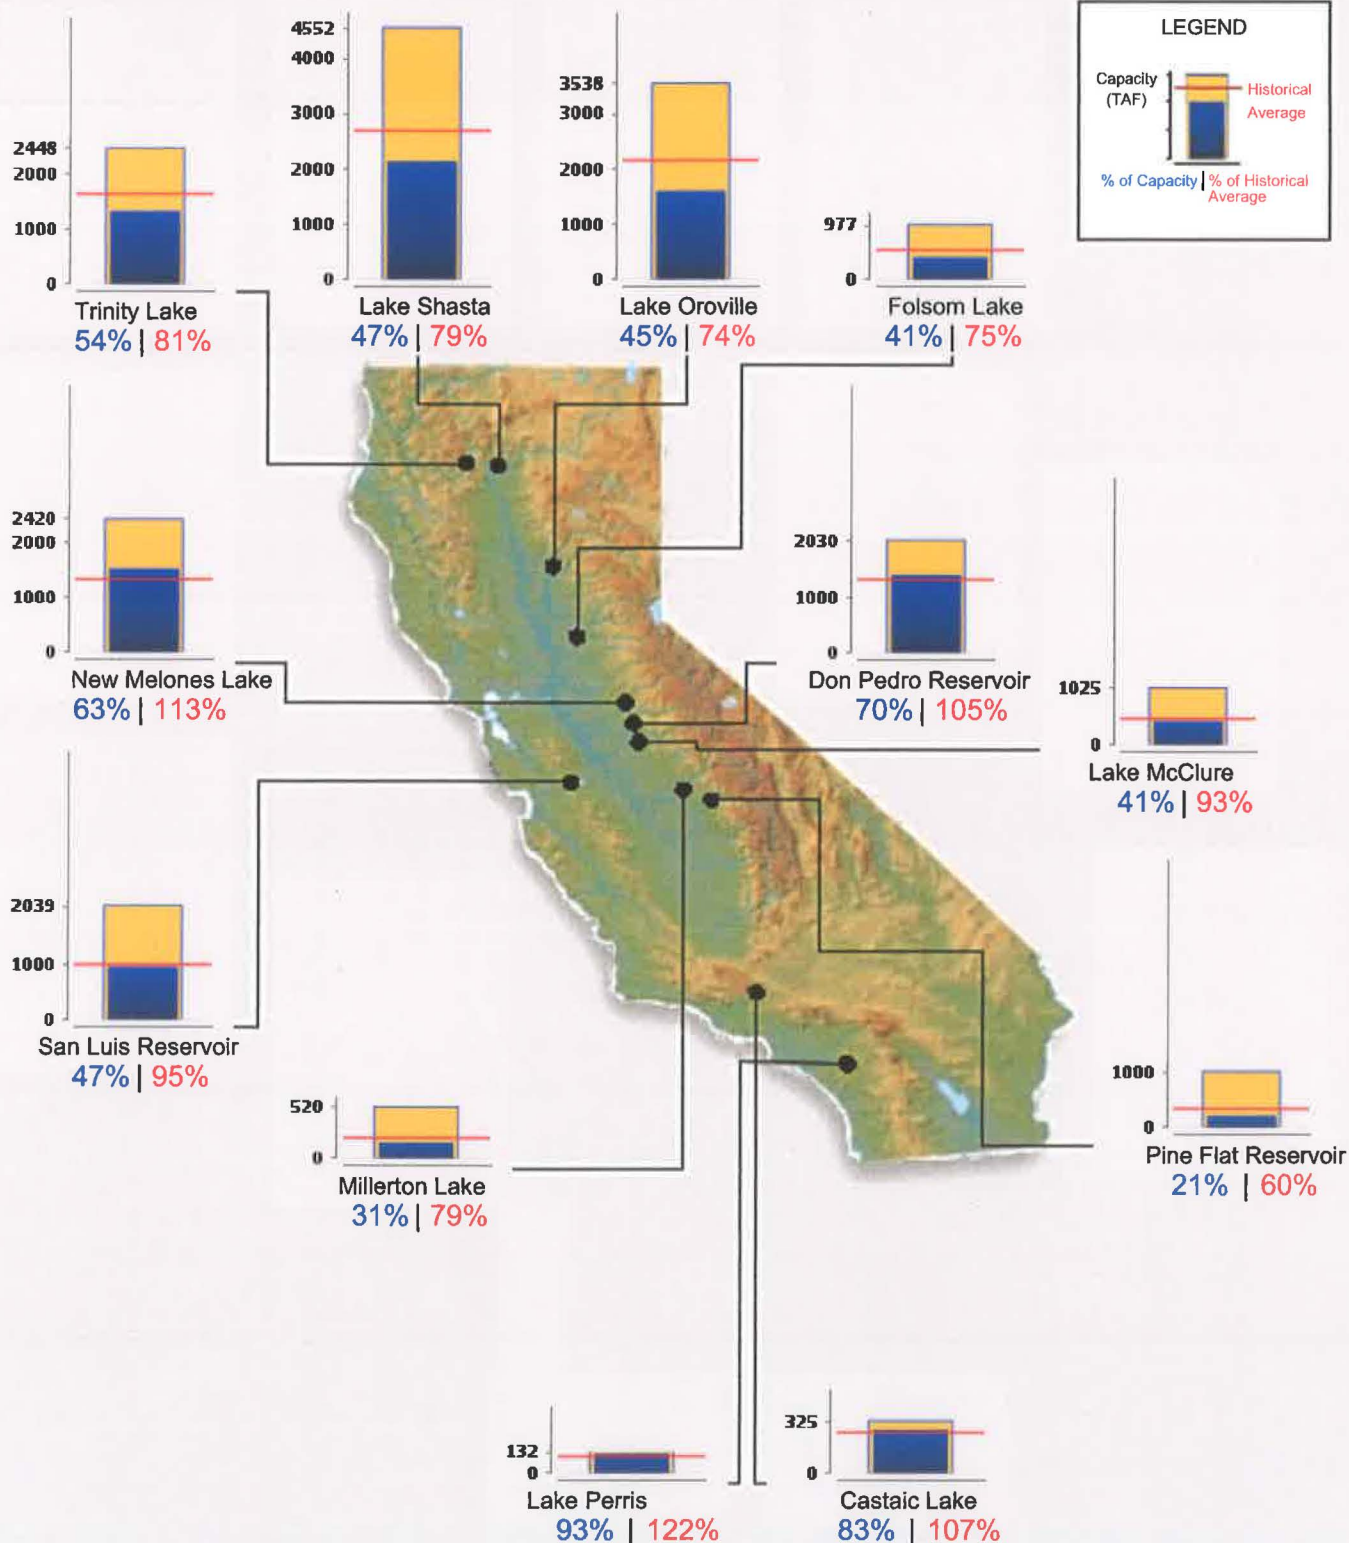 LEGEND
Capacity
(TAF)
Historical
Average
% of Capacity | % of Historical
Average
2448
2000
1000
0
Trinity Lake
54% | 81%
4552
4000
3000
2000
1000
0
Lake Shasta
47% | 79%
3538
3000
2000
1000
0
Lake Oroville
45% | 74%
977
0
Folsom Lake
41% | 75%
2420
2000
1000
0
New Melones Lake
63% | 113%
2030
1000
0
Don Pedro Reservoir
70% | 105%
1025
0
Lake McClure
41% | 93%
2039
1000
0
San Luis Reservoir
47% | 95%
520
0
Millerton Lake
31% | 79%
1000
0
Pine Flat Reservoir
21% | 60%
132
0
Lake Perris
93% | 122%
325
0
Castaic Lake
83% | 107%